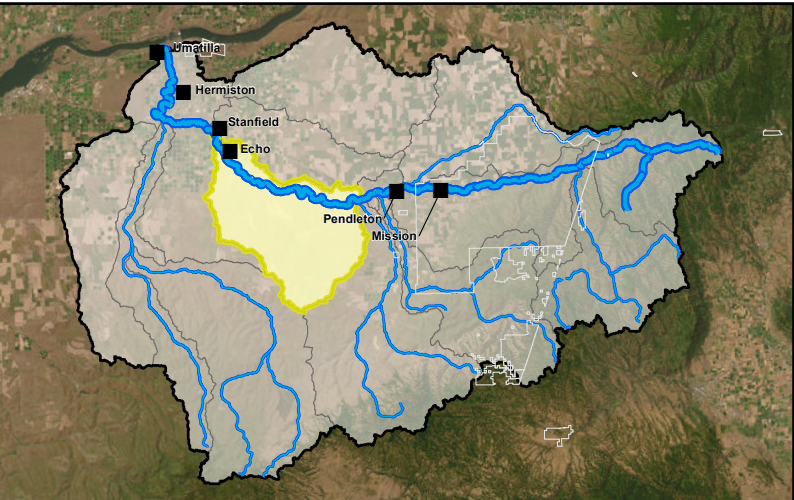 Umatilla
Hermiston
Stanfield
Echo
Pendleton
Mission